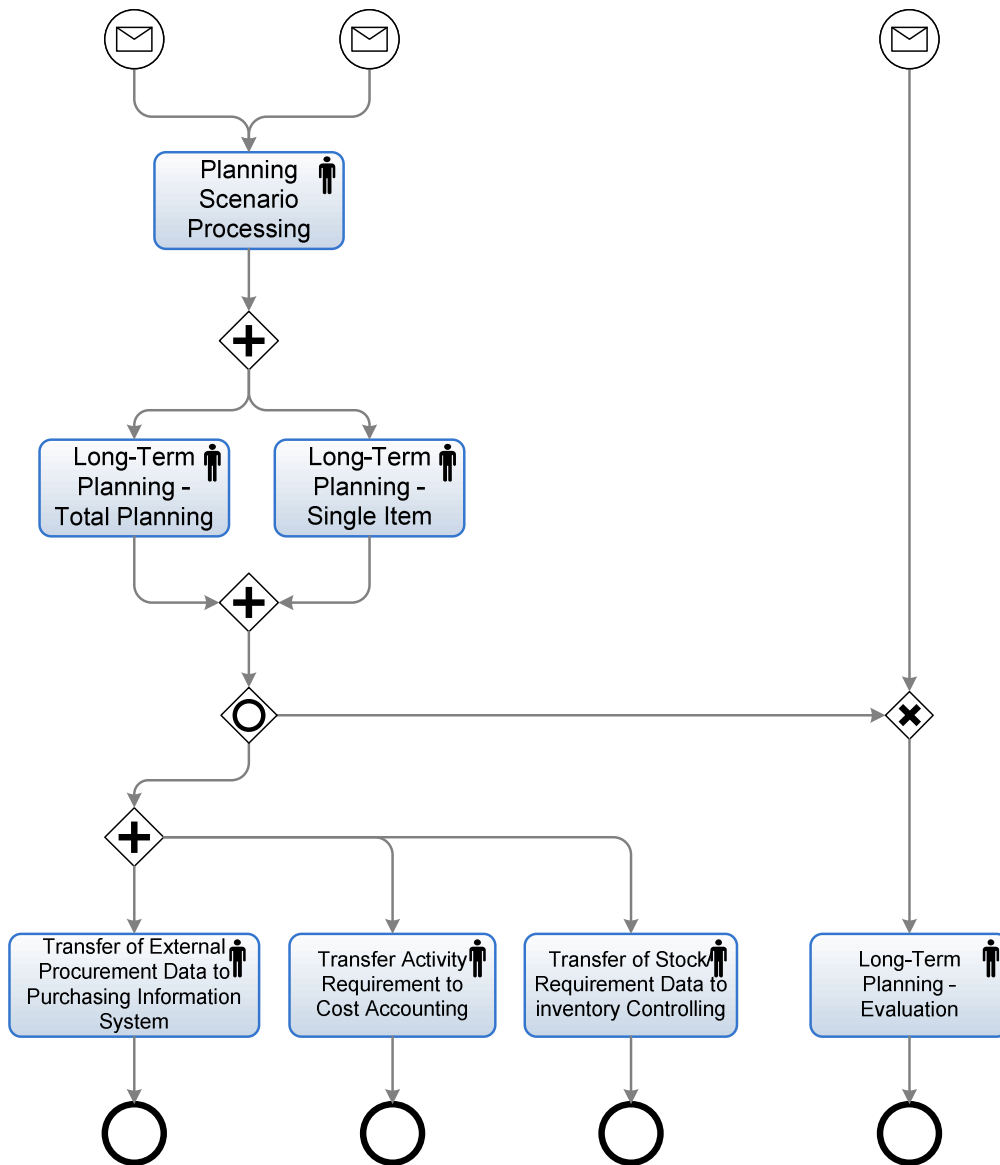 Planning
Scenario
Processing
Long-Term
Planning -
Total Planning
Long-Term
Planning -
Single Item
Transfer of External
Procurement Data to
Purchasing Information
System
Transfer Activity
Requirement to
Cost Accounting
Transfer of Stock/
Requirement Data to
inventory Controlling
Long-Term
Planning -
Evaluation